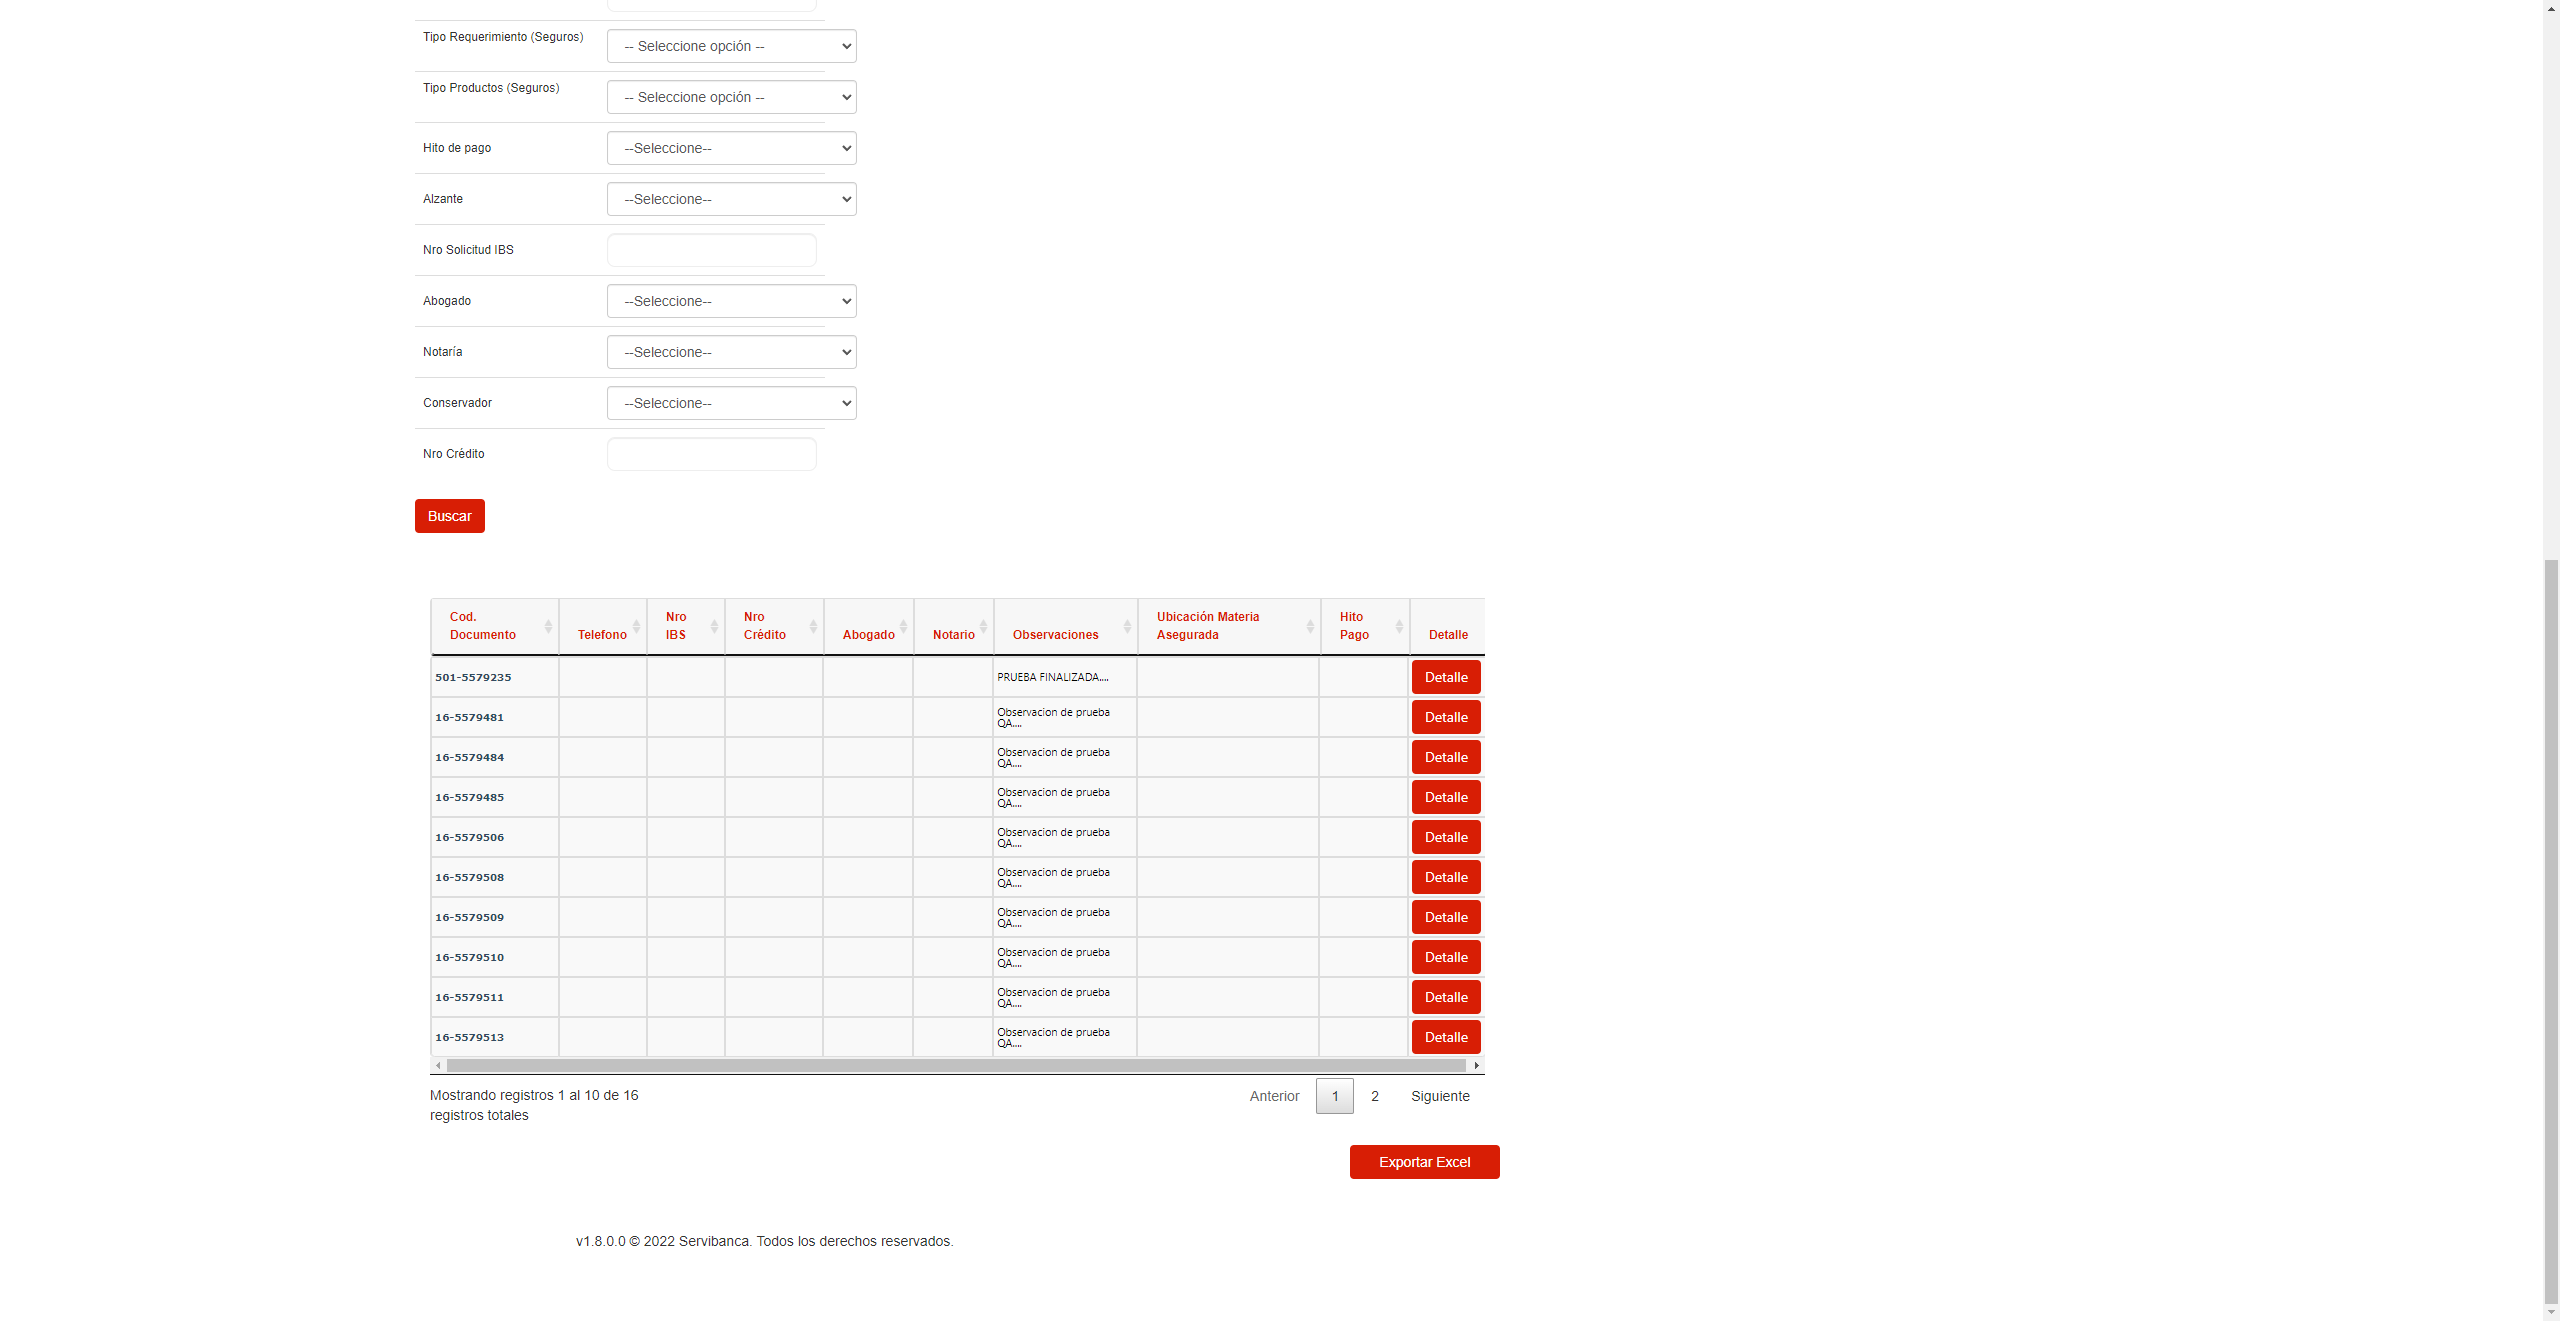 Tipo Requerimiento (Seguros)
-- Seleccione opción --
Tipo Productos (Seguros)
-- Seleccione opción --
Hito de pago
--Seleccione--
Alzante
--Seleccione--
Nro Solicitud IBS
Abogado
--Seleccione--
Notaría
--Seleccione--
Conservador
--Seleccione--
Nro Crédito
Buscar
Cod. Documento Telefono Nro IBS Nro Crédito Abogado Notario Observaciones Ubicación Materia Asegurada Hito Pago Detalle
501-5579235 PRUEBA FINALIZADA.... Detalle
16-5579481 Observacion de prueba QA.... Detalle
16-5579484 Observacion de prueba QA.... Detalle
16-5579485 Observacion de prueba QA.... Detalle
16-5579506 Observacion de prueba QA.... Detalle
16-5579508 Observacion de prueba QA.... Detalle
16-5579509 Observacion de prueba QA.... Detalle
16-5579510 Observacion de prueba QA.... Detalle
16-5579511 Observacion de prueba QA.... Detalle
16-5579513 Observacion de prueba QA.... Detalle
Mostrando registros 1 al 10 de 16
registros totales
Anterior 1 2 Siguiente
Exportar Excel
v1.8.0.0 © 2022 Servibanca. Todos los derechos reservados.